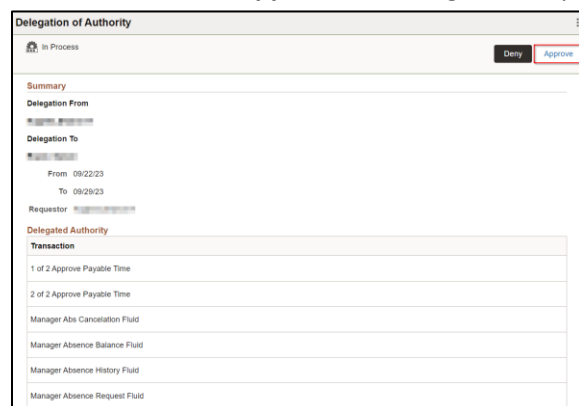 Delegation of Authority
In Process
Deny
Approve
Summary
Delegation From
Delegation To
From 09/22/23
To 09/29/23
Requestor
Delegated Authority
Transaction
1 of 2 Approve Payable Time
2 of 2 Approve Payable Time
Manager Abs Cancelation Fluid
Manager Absence Balance Fluid
Manager Absence History Fluid
Manager Absence Request Fluid